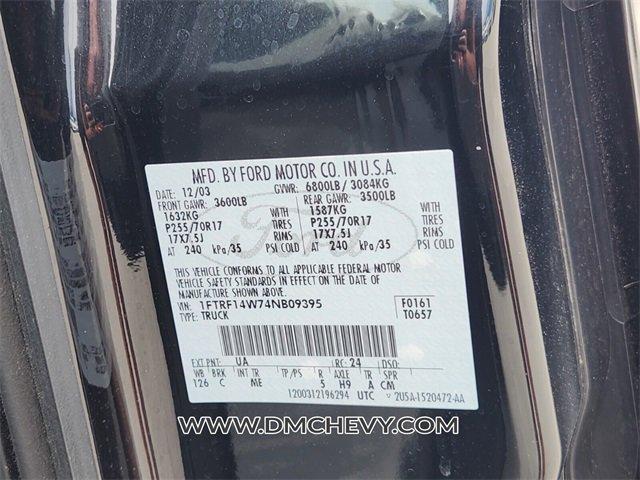 MFD. BY FORD MOTOR CO. IN U.S.A.
DATE: 12/03 GVWR: 6800LB/ 3084KG
FRONT GAWR: 3600LB REAR GAWR: 3500LB
1632KG WITH 1587KG WITH
P255/70R17 TIRES P255/70R17 TIRES
17X7.5J RIMS 17X7.5J RIMS
AT 240 kPa/35 PSI COLD AT 240 kPa/35 PSI COLD
Ford
THIS VEHICLE CONFORMS TO ALL APPLICABLE FEDERAL MOTOR
VEHICLE SAFETY STANDARDS IN EFFECT ON THE DATE OF
MANUFACTURE SHOWN ABOVE.
VIN: 1FTRF14W74NB09395 F0161
TYPE: TRUCK T0657
EXT PNT: UA RC: 24 DSO:
WB BRK INT TR TP/PS R AXLE TR SPR
126 C ME 5 H9 A CM
1200312196294 UTC 2U5A-1520472-AA
WWW.DMCHEVY.COM